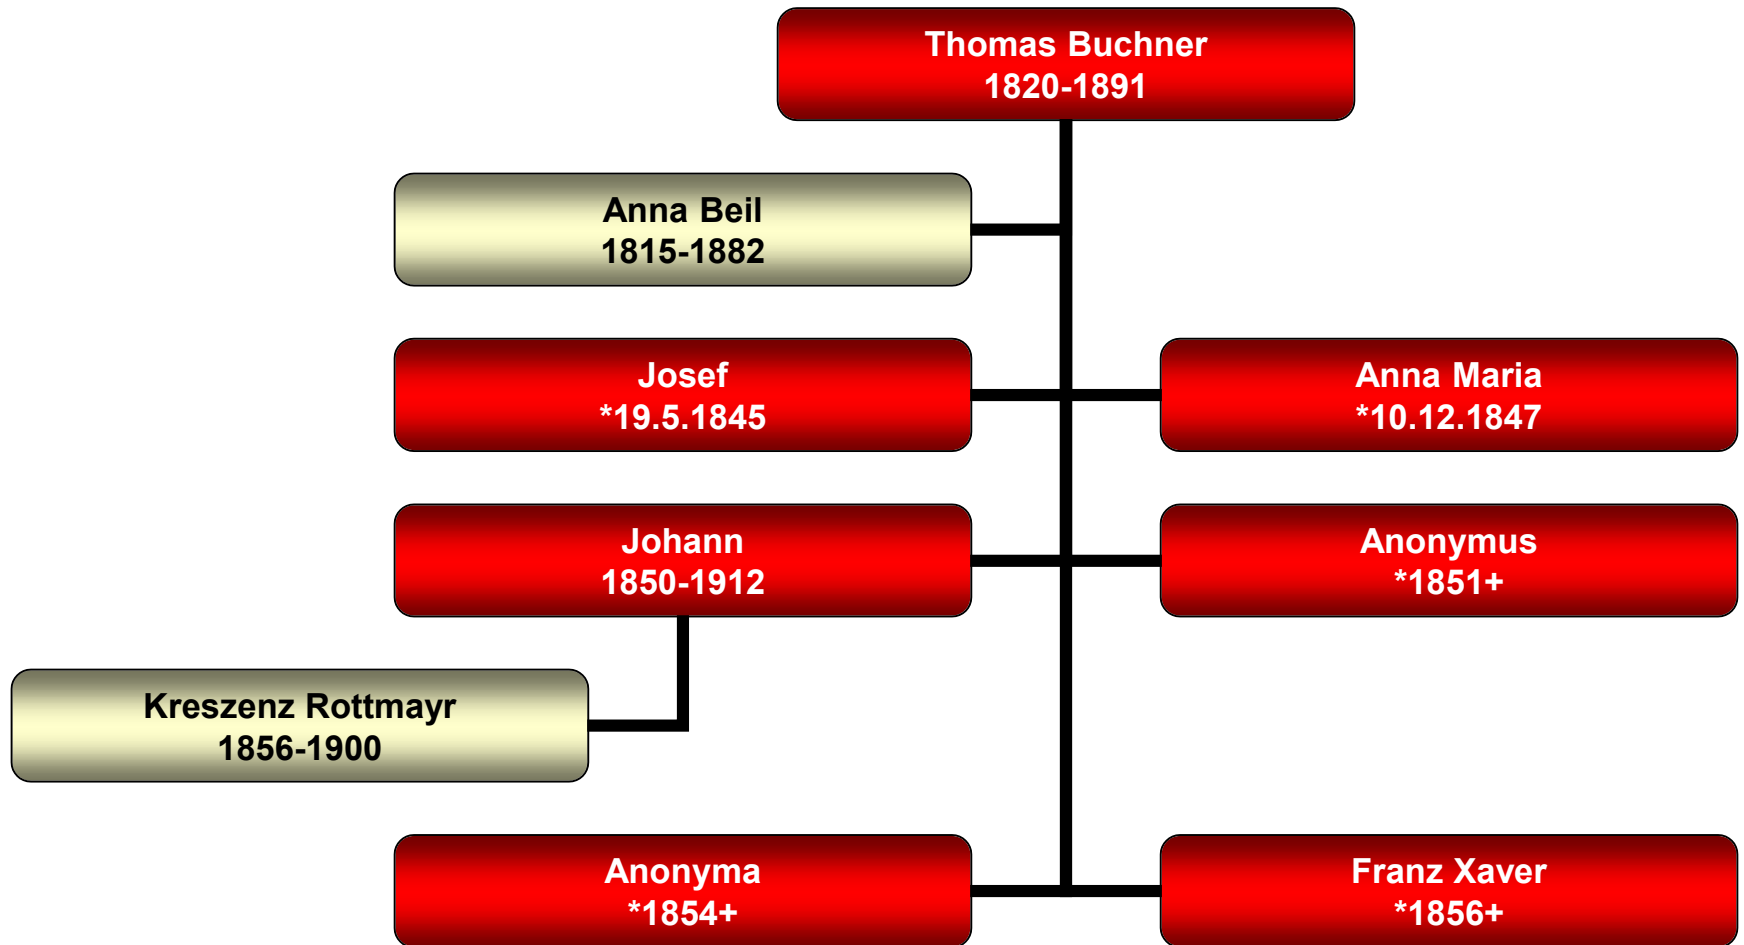 Thomas Buchner
1820-1891
Anna Beil
1815-1882
Josef
*19.5.1845
Anna Maria
*10.12.1847
Johann
1850-1912
Anonymus
*1851+
Kreszenz Rottmayr
1856-1900
Anonyma
*1854+
Franz Xaver
*1856+